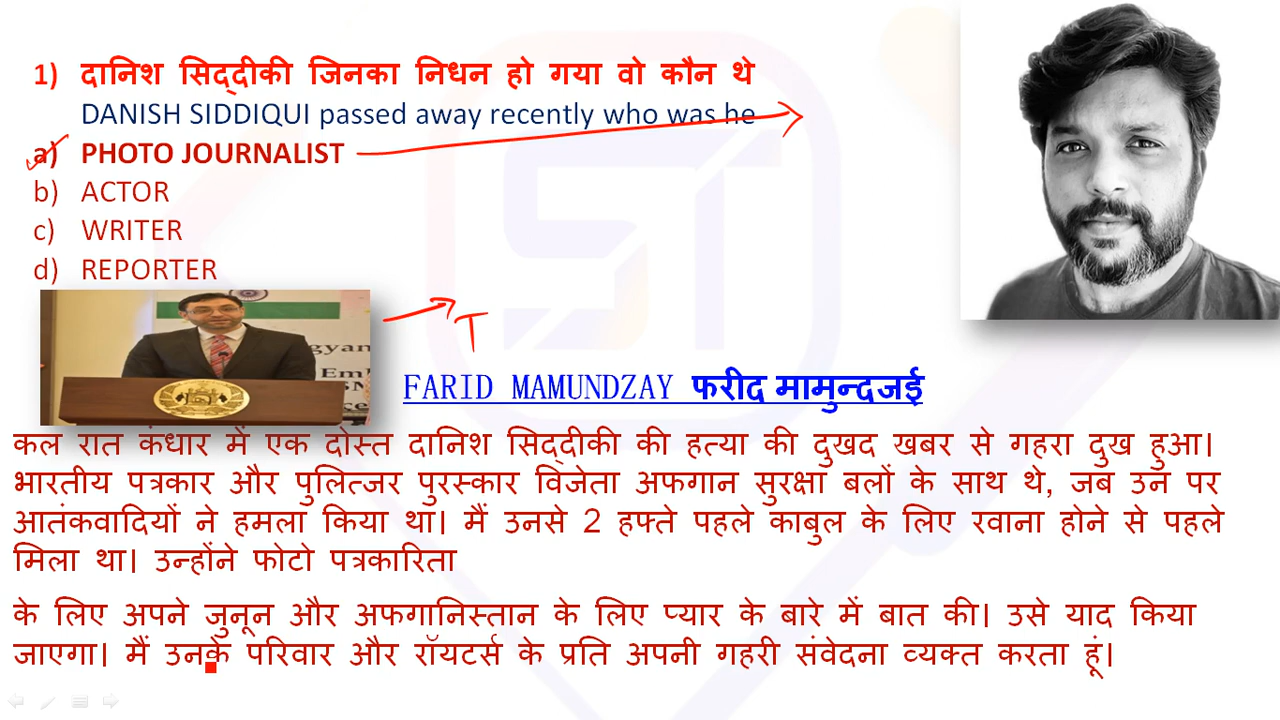 1) दानिश सिद्दीकी जिनका निधन हो गया वो कौन थे
DANISH SIDDIQUI passed away recently who was he
a) PHOTO JOURNALIST
b) ACTOR
c) WRITER
d) REPORTER
T
FARID MAMUNDZAY फरीद मामुन्दजई
कल रात कंधार में एक दोस्त दानिश सिद्दीकी की हत्या की दुखद खबर से गहरा दुख हुआ।
भारतीय पत्रकार और पुलित्जर पुरस्कार विजेता अफगान सुरक्षा बलों के साथ थे, जब उन पर
आतंकवादियों ने हमला किया था। मैं उनसे 2 हफ्ते पहले काबुल के लिए रवाना होने से पहले
मिला था। उन्होंने फोटो पत्रकारिता
के लिए अपने जुनून और अफगानिस्तान के लिए प्यार के बारे में बात की। उसे याद किया
जाएगा। मैं उनके परिवार और रॉयटर्स के प्रति अपनी गहरी संवेदना व्यक्त करता हूं।